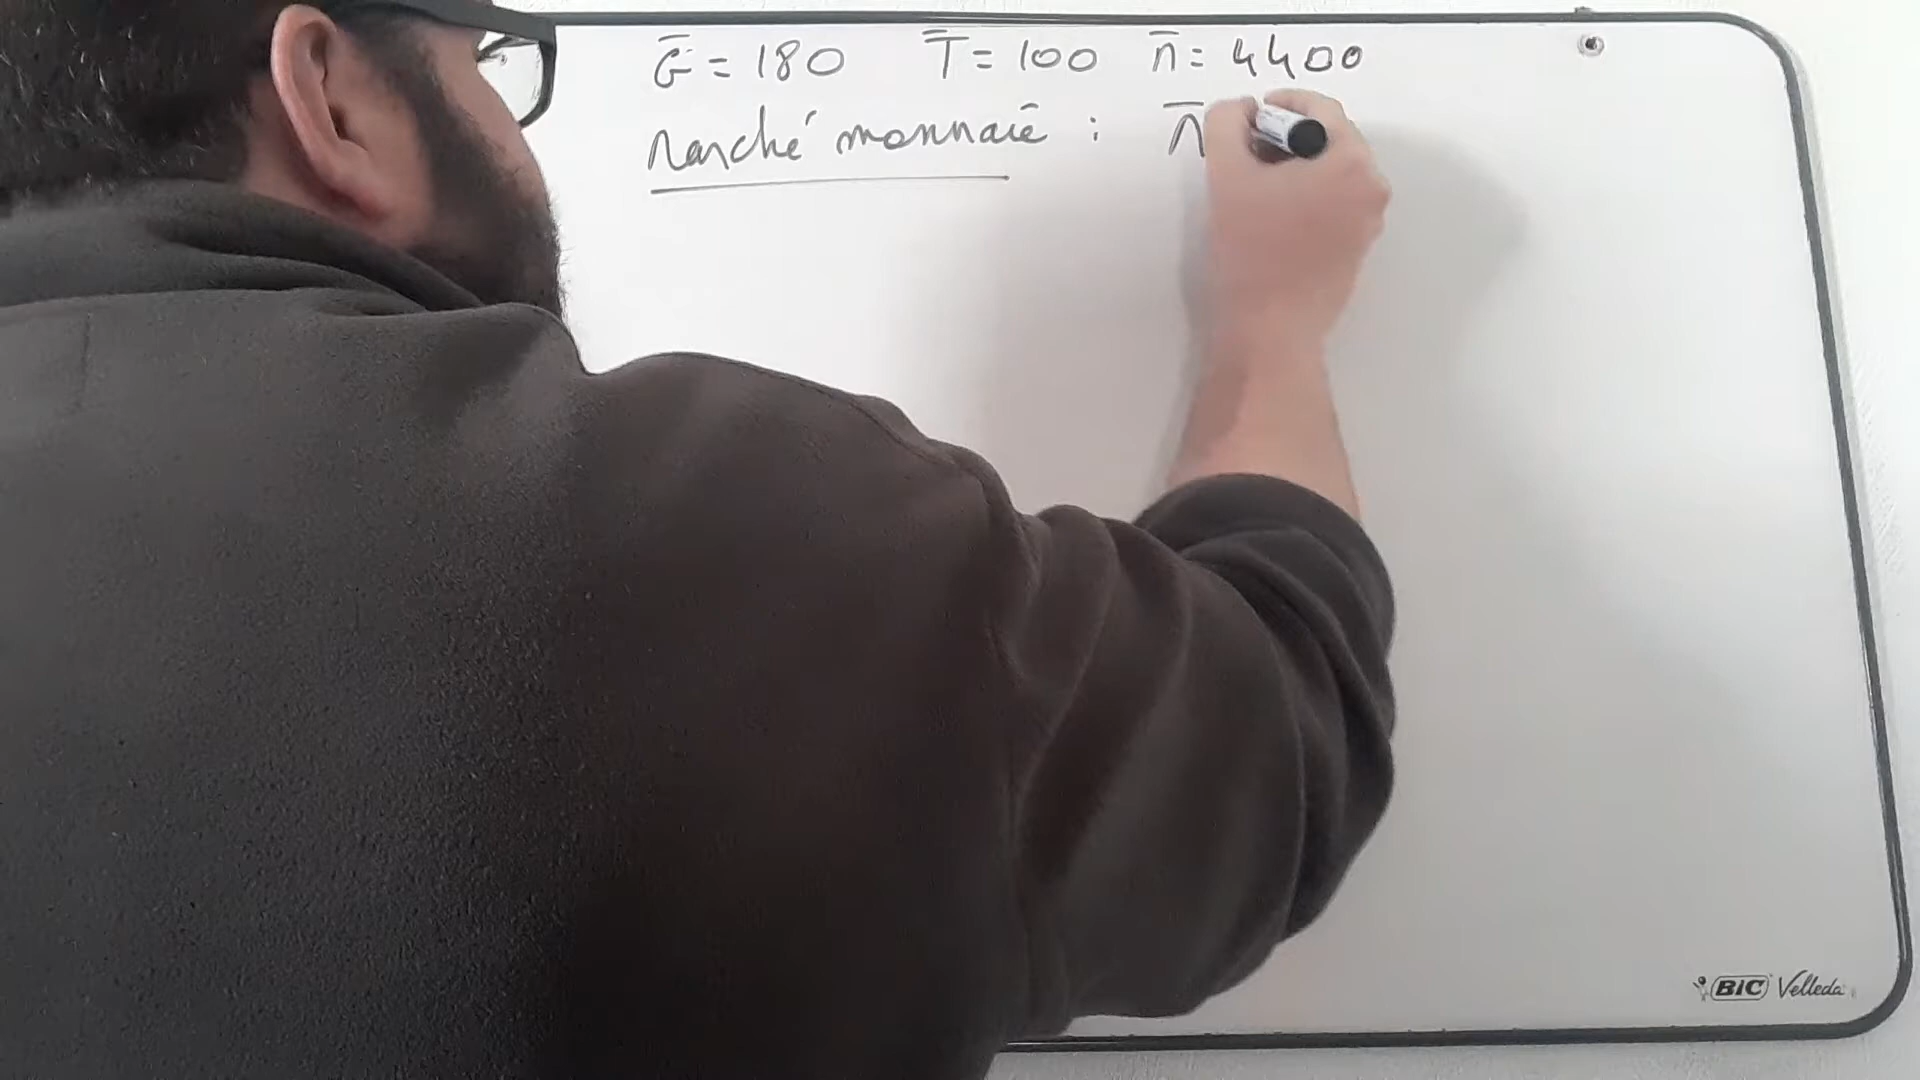 G̅ = 180 T̅ = 100 n̅ = 4400
Marché monnaie : n̅
BIC Velleda